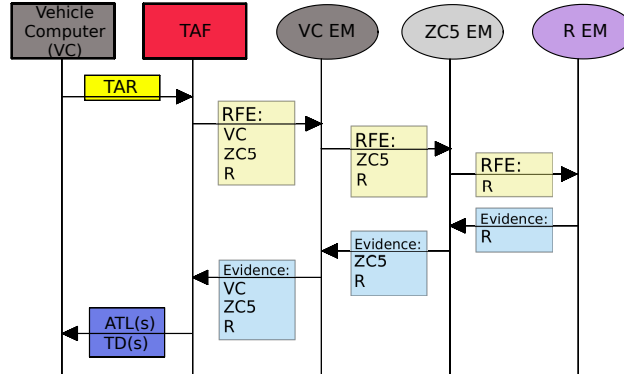 Vehicle
Computer
(VC)
TAF
VC EM
ZC5 EM
R EM
TAR
RFE:
VC
ZC5
R
RFE:
ZC5
R
RFE:
R
Evidence:
R
Evidence:
ZC5
R
Evidence:
VC
ZC5
R
ATL(s)
TD(s)